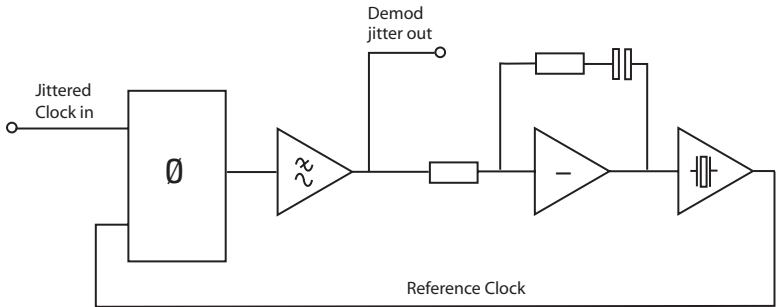 Demod
jitter out
Jittered
Clock in
Ø
Reference Clock